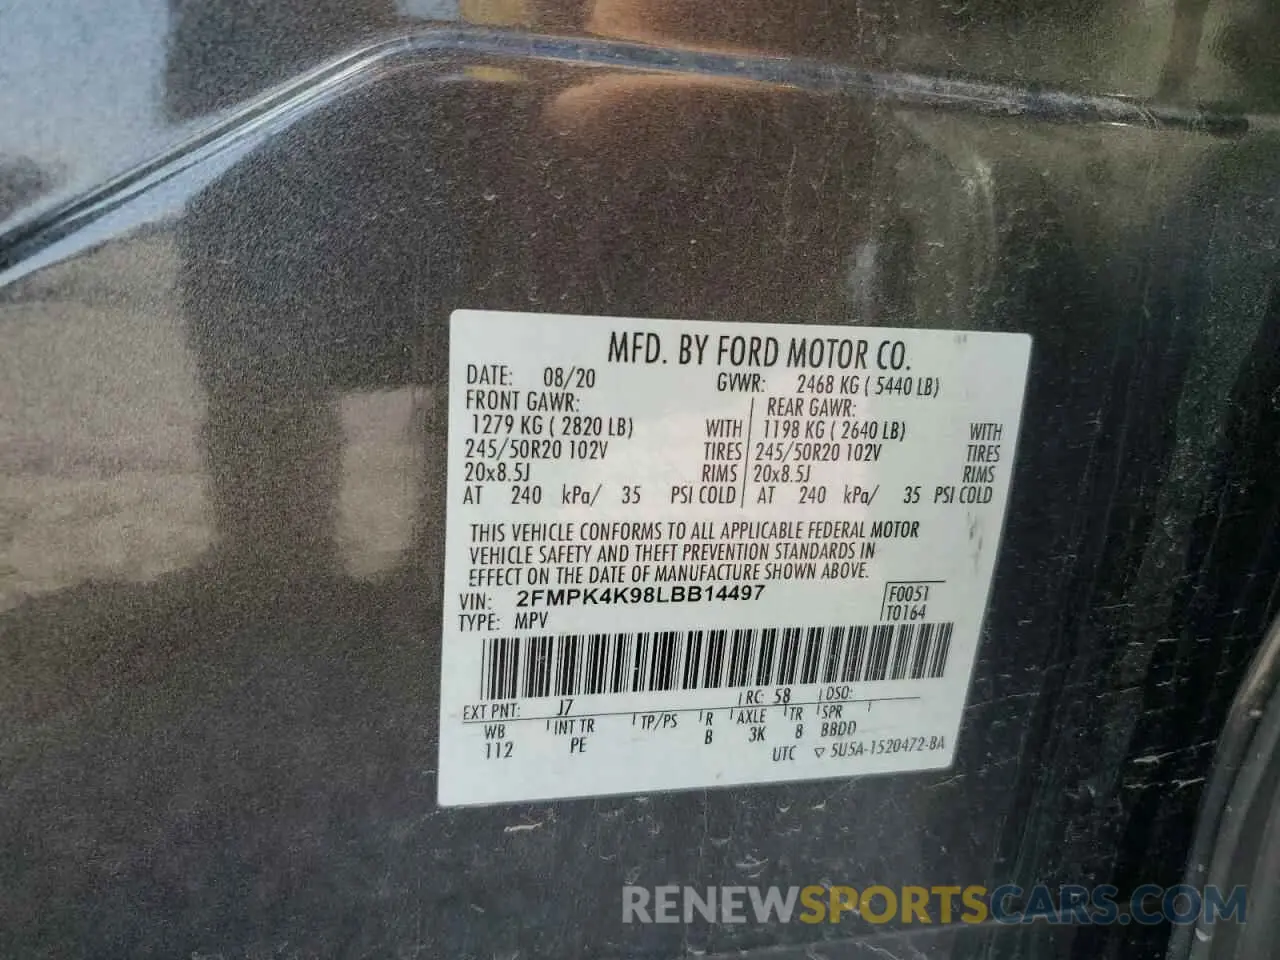 MFD. BY FORD MOTOR CO.
DATE: 08/20 GVWR: 2468 KG ( 5440 LB)
FRONT GAWR: REAR GAWR:
1279 KG ( 2820 LB) WITH 1198 KG ( 2640 LB) WITH
245/50R20 102V TIRES 245/50R20 102V TIRES
20x8.5J RIMS 20x8.5J RIMS
AT 240 kPa/ 35 PSI COLD AT 240 kPa/ 35 PSI COLD
THIS VEHICLE CONFORMS TO ALL APPLICABLE FEDERAL MOTOR
VEHICLE SAFETY AND THEFT PREVENTION STANDARDS IN
EFFECT ON THE DATE OF MANUFACTURE SHOWN ABOVE.
VIN: 2FMPK4K98LBB14497 F0051
TYPE: MPV T0164
EXT PNT: J7 RC: 58 DSO:
WB INT TR TP/PS R AXLE TR SPR
112 PE B 3K 8 BBDD
UTC ▽ 5U5A-1520472-BA
RENEWSPORTSCARS.COM